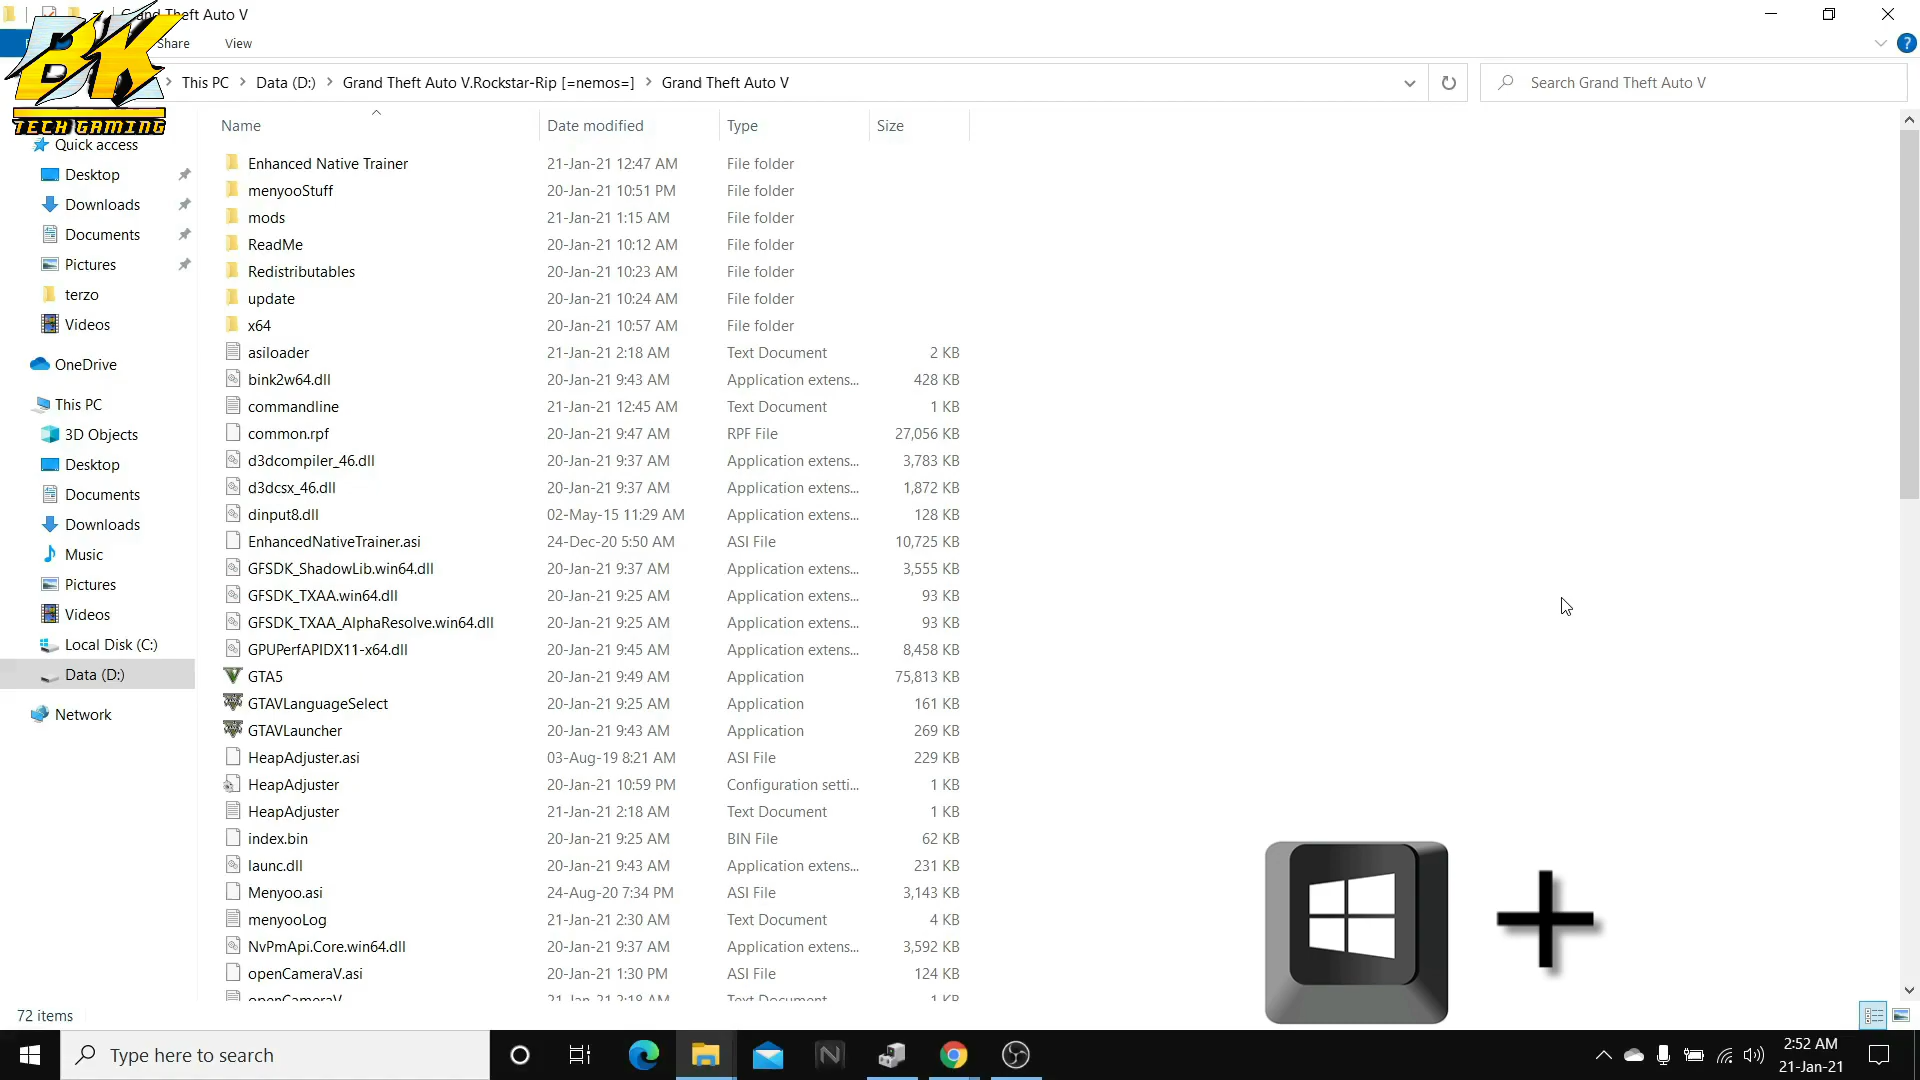 Grand Theft Auto V
BK
TECH GAMING
Share View
This PC > Data (D:) > Grand Theft Auto V.Rockstar-Rip [=nemos=] > Grand Theft Auto V
Search Grand Theft Auto V
Quick access
Desktop
Downloads
Documents
Pictures
terzo
Videos
OneDrive
This PC
3D Objects
Desktop
Documents
Downloads
Music
Pictures
Videos
Local Disk (C:)
Data (D:)
Network
Name Date modified Type Size
Enhanced Native Trainer 21-Jan-21 12:47 AM File folder
menyooStuff 20-Jan-21 10:51 PM File folder
mods 21-Jan-21 1:15 AM File folder
ReadMe 20-Jan-21 10:12 AM File folder
Redistributables 20-Jan-21 10:23 AM File folder
update 20-Jan-21 10:24 AM File folder
x64 20-Jan-21 10:57 AM File folder
asiloader 21-Jan-21 2:18 AM Text Document 2 KB
bink2w64.dll 20-Jan-21 9:43 AM Application extens... 428 KB
commandline 21-Jan-21 12:45 AM Text Document 1 KB
common.rpf 20-Jan-21 9:47 AM RPF File 27,056 KB
d3dcompiler_46.dll 20-Jan-21 9:37 AM Application extens... 3,783 KB
d3dcsx_46.dll 20-Jan-21 9:37 AM Application extens... 1,872 KB
dinput8.dll 02-May-15 11:29 AM Application extens... 128 KB
EnhancedNativeTrainer.asi 24-Dec-20 5:50 AM ASI File 10,725 KB
GFSDK_ShadowLib.win64.dll 20-Jan-21 9:37 AM Application extens... 3,555 KB
GFSDK_TXAA.win64.dll 20-Jan-21 9:25 AM Application extens... 93 KB
GFSDK_TXAA_AlphaResolve.win64.dll 20-Jan-21 9:25 AM Application extens... 93 KB
GPUPerfAPIDX11-x64.dll 20-Jan-21 9:45 AM Application extens... 8,458 KB
GTA5 20-Jan-21 9:49 AM Application 75,813 KB
GTAVLanguageSelect 20-Jan-21 9:25 AM Application 161 KB
GTAVLauncher 20-Jan-21 9:43 AM Application 269 KB
HeapAdjuster.asi 03-Aug-19 8:21 AM ASI File 229 KB
HeapAdjuster 20-Jan-21 10:59 PM Configuration setti... 1 KB
HeapAdjuster 21-Jan-21 2:18 AM Text Document 1 KB
index.bin 20-Jan-21 9:25 AM BIN File 62 KB
launc.dll 20-Jan-21 9:43 AM Application extens... 231 KB
Menyoo.asi 24-Aug-20 7:34 PM ASI File 3,143 KB
menyooLog 21-Jan-21 2:30 AM Text Document 4 KB
NvPmApi.Core.win64.dll 20-Jan-21 9:37 AM Application extens... 3,592 KB
openCameraV.asi 20-Jan-21 1:30 PM ASI File 124 KB
openCameraV 21-Jan-21 2:18 AM Text Document 1 KB
72 items
Type here to search
2:52 AM
21-Jan-21